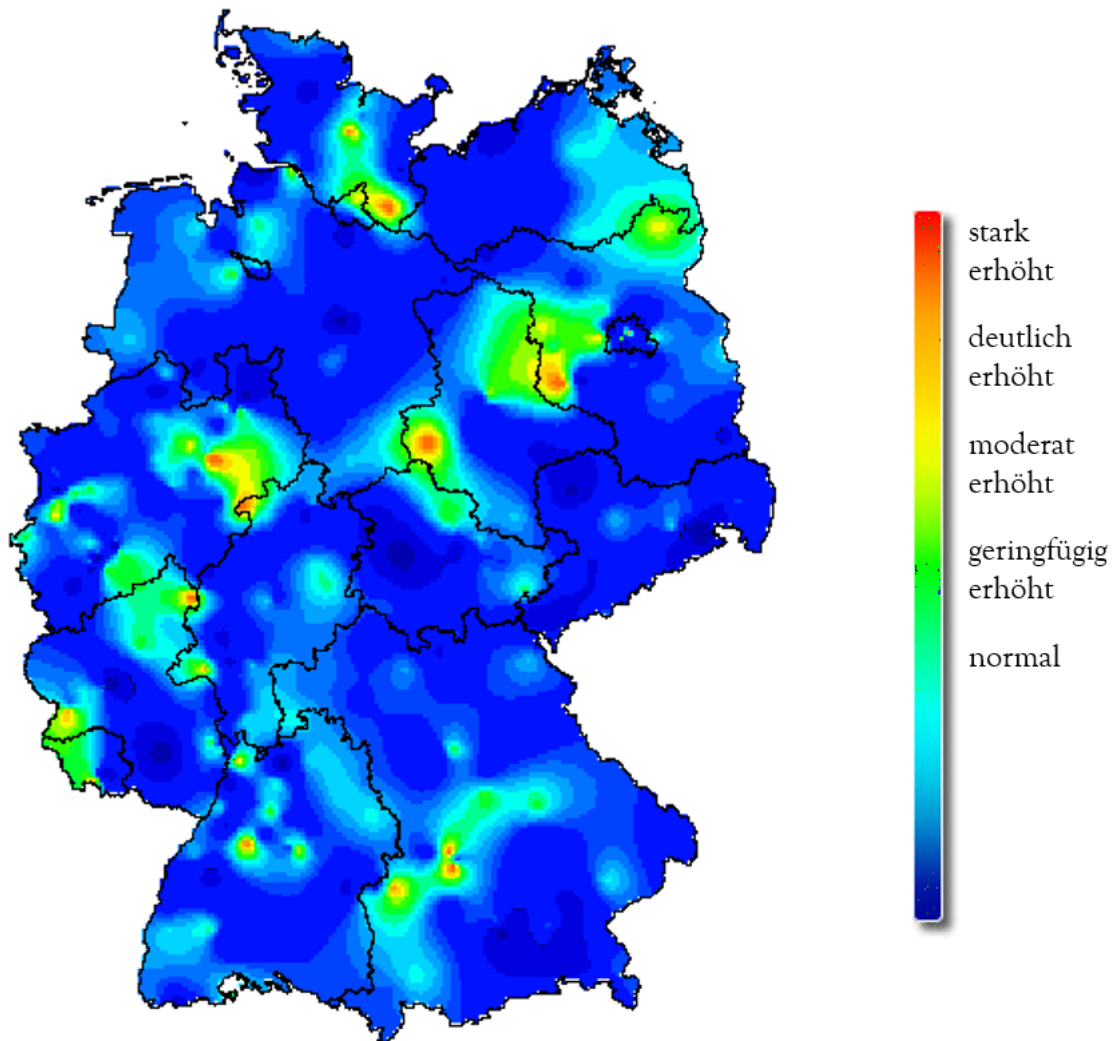 stark
erhöht
deutlich
erhöht
moderat
erhöht
geringfügig
erhöht
normal